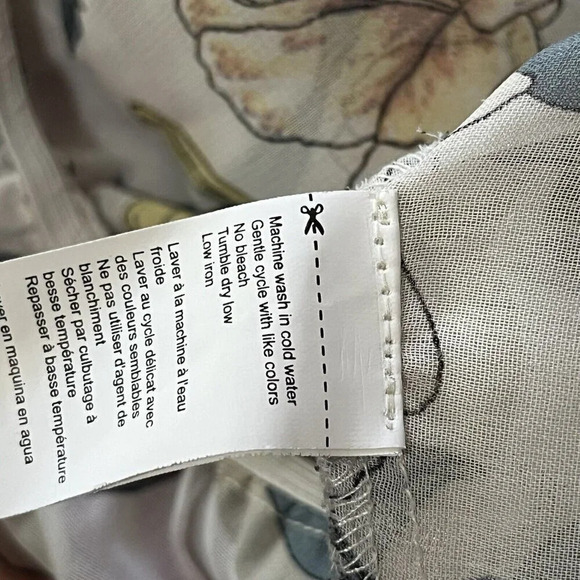 Machine wash in cold water
Gentle cycle with like colors
No bleach
Tumble dry low
Low iron
Laver à la machine à l'eau
froide
Laver au cycle délicat avec
des couleurs semblables
Ne pas utiliser d'agent de
blanchiment
Sécher par culbutage à
besse température
Repasser à basse température
en maquina en agua